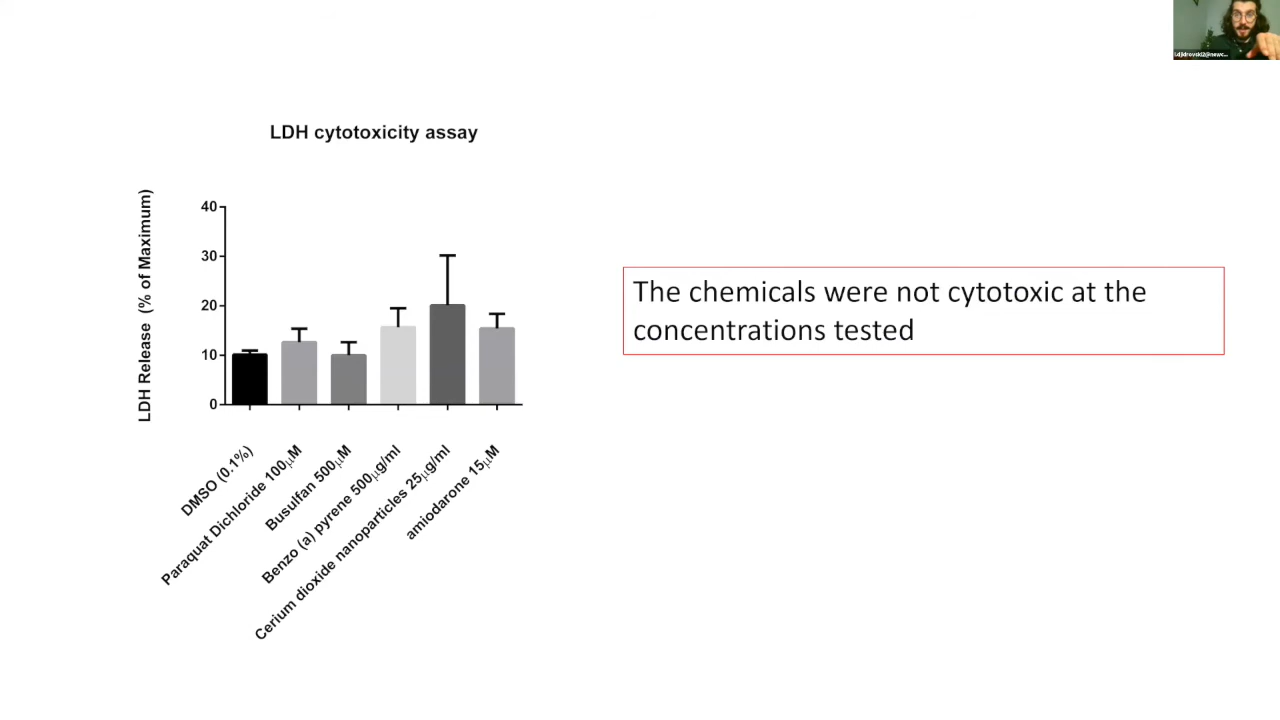 LDH cytotoxicity assay
LDH Release (% of Maximum)
40
30
20
10
0
DMSO (0.1%)
Paraquat Dichloride 100μM
Busulfan 500μM
Benzo (a) pyrene 500μg/ml
Cerium dioxide nanoparticles 25μg/ml
amiodarone 15μM
The chemicals were not cytotoxic at the
concentrations tested